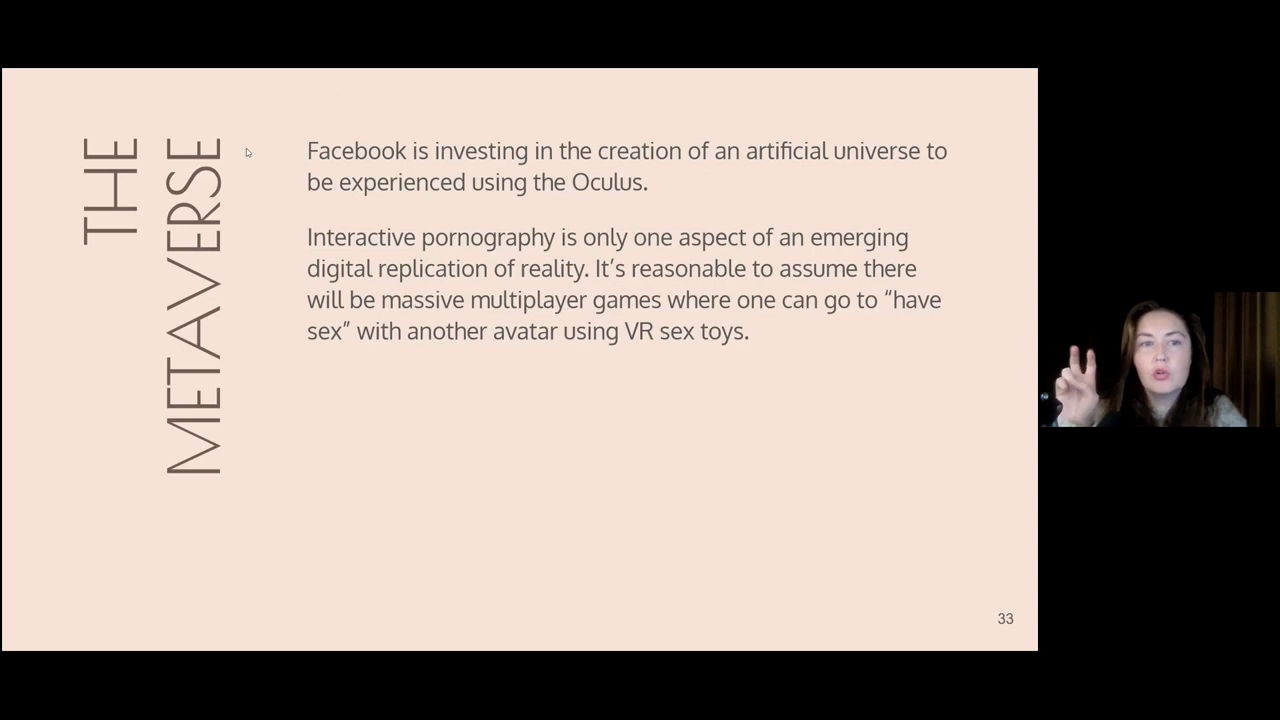 THE
METAVERSE
Facebook is investing in the creation of an artificial universe to
be experienced using the Oculus.
Interactive pornography is only one aspect of an emerging
digital replication of reality. It’s reasonable to assume there
will be massive multiplayer games where one can go to “have
sex” with another avatar using VR sex toys.
33